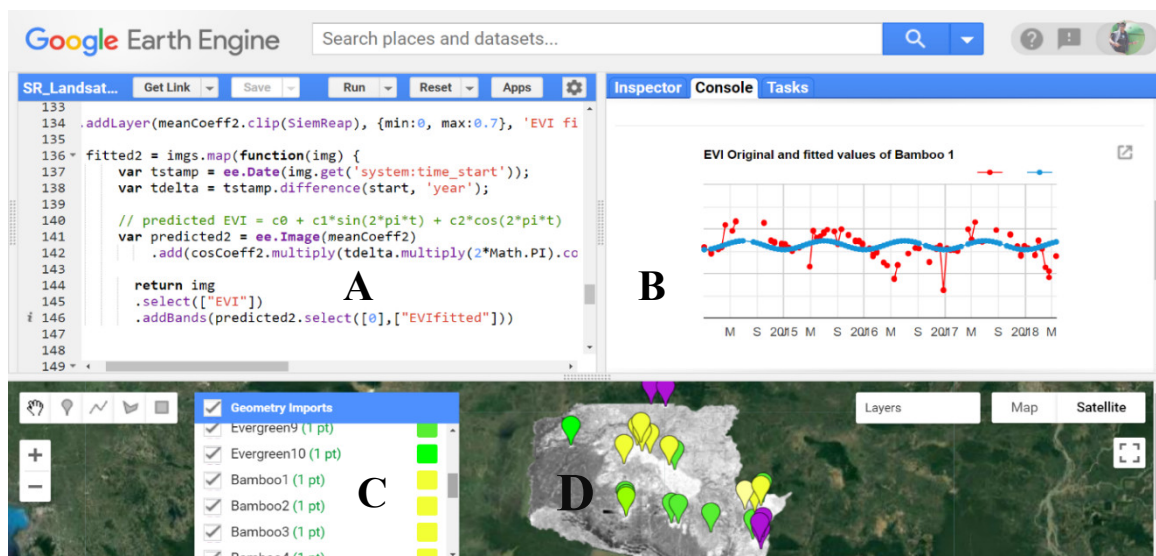 Google Earth Engine
Search places and datasets...
SR_Landsat...
Get Link
Save
Run
Reset
Apps
Inspector
Console
Tasks
133
134 .addLayer(meanCoeff2.clip(SiemReap), {min:0, max:0.7}, 'EVI fi
135
136 fitted2 = imgs.map(function(img) {
137 var tstamp = ee.Date(img.get('system:time_start'));
138 var tdelta = tstamp.difference(start, 'year');
139
140 // predicted EVI = c0 + c1*sin(2*pi*t) + c2*cos(2*pi*t)
141 var predicted2 = ee.Image(meanCoeff2)
142 .add(cosCoeff2.multiply(tdelta.multiply(2*Math.PI).co
143
144 return img
145 .select(["EVI"])
i 146 .addBands(predicted2.select([0],["EVIfitted"]))
147
148
149
A
EVI Original and fitted values of Bamboo 1
B
M S 2015 M S 2016 M S 2017 M S 2018 M
Geometry Imports
Evergreen9 (1 pt)
Evergreen10 (1 pt)
Bamboo1 (1 pt)
Bamboo2 (1 pt)
Bamboo3 (1 pt)
Bamboo4 (1 pt)
C
D
Layers
Map
Satellite